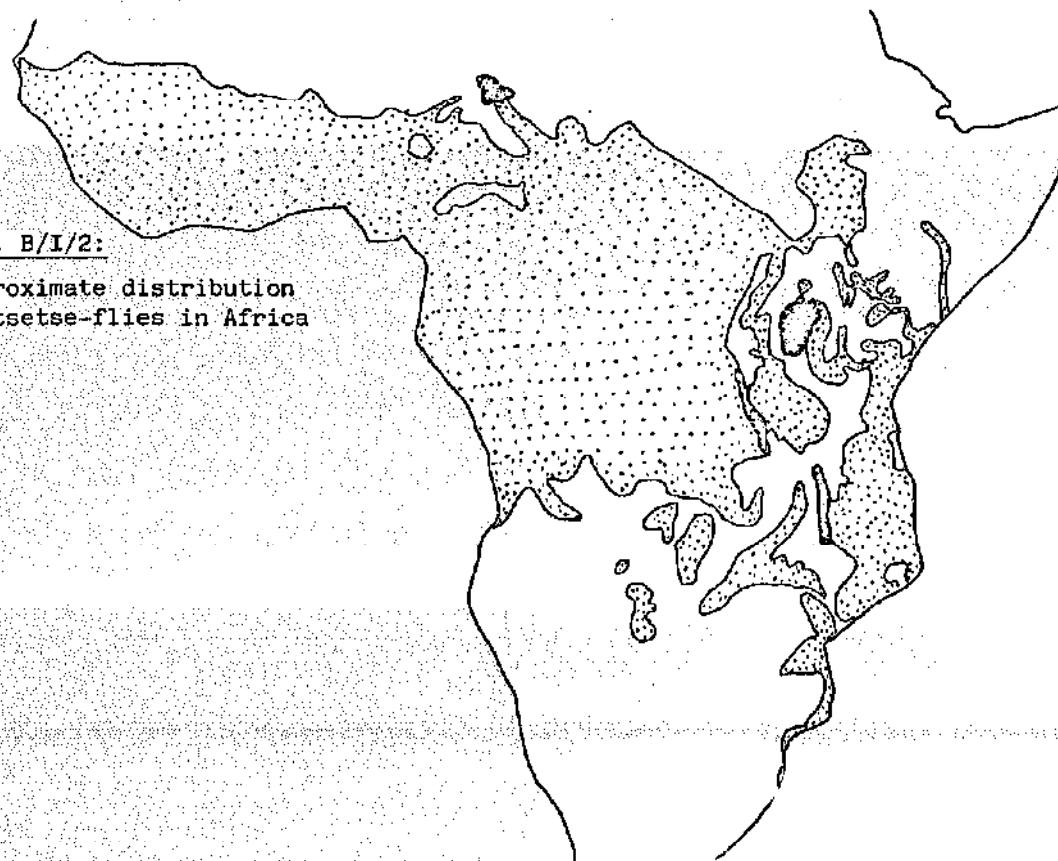 . B/I/2:
roximate distribution
tsetse-flies in Africa